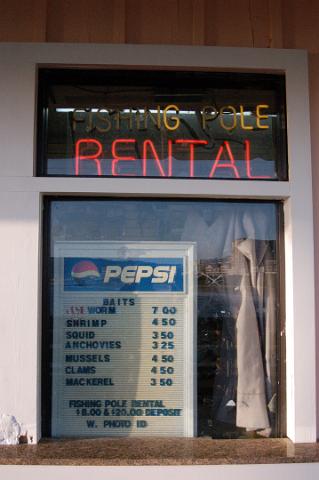 FISHING POLE
RENTAL
PEPSI
BAITS
WORM 7 00
SHRIMP 4 50
SQUID 3 50
ANCHOVIES 3 25
MUSSELS 4 50
CLAMS 4 50
MACKEREL 3 50
FISHING POLE RENTAL
$8.00 & $20.00 DEPOSIT
W. PHOTO ID